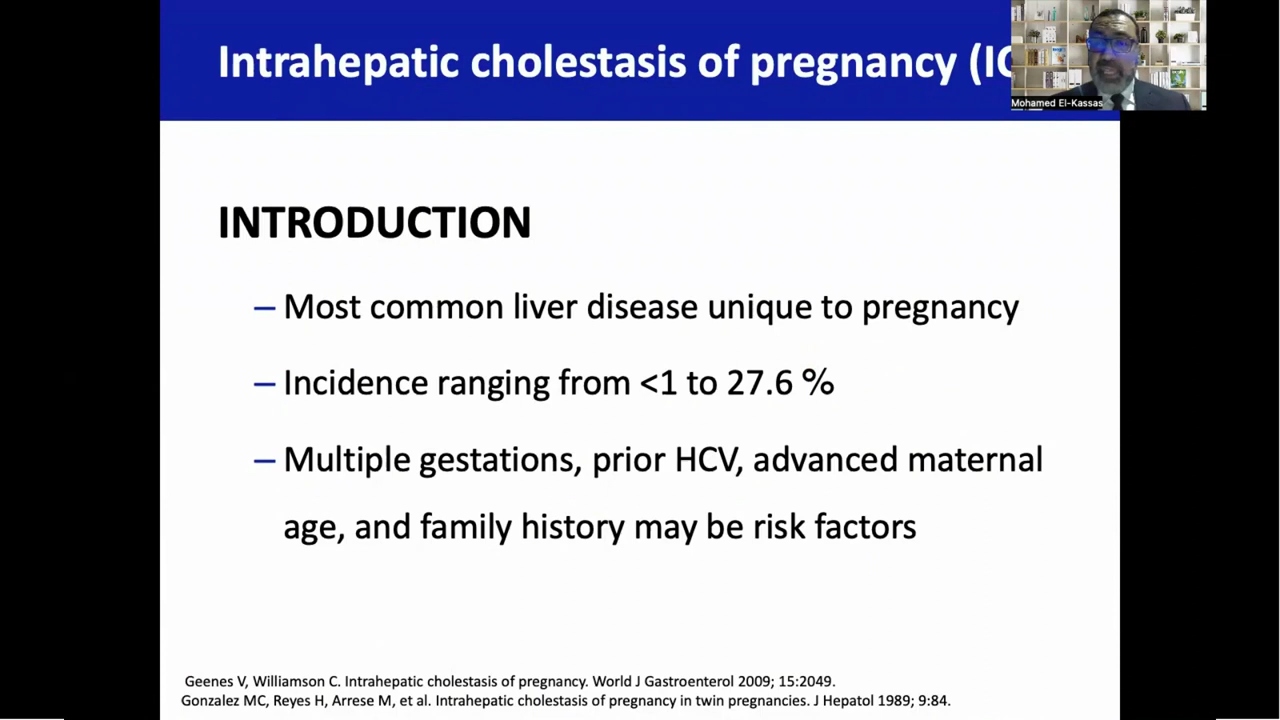 Intrahepatic cholestasis of pregnancy (IC
Mohamed El-Kassas
INTRODUCTION
– Most common liver disease unique to pregnancy
– Incidence ranging from <1 to 27.6 %
– Multiple gestations, prior HCV, advanced maternal
age, and family history may be risk factors
Geenes V, Williamson C. Intrahepatic cholestasis of pregnancy. World J Gastroenterol 2009; 15:2049.
Gonzalez MC, Reyes H, Arrese M, et al. Intrahepatic cholestasis of pregnancy in twin pregnancies. J Hepatol 1989; 9:84.